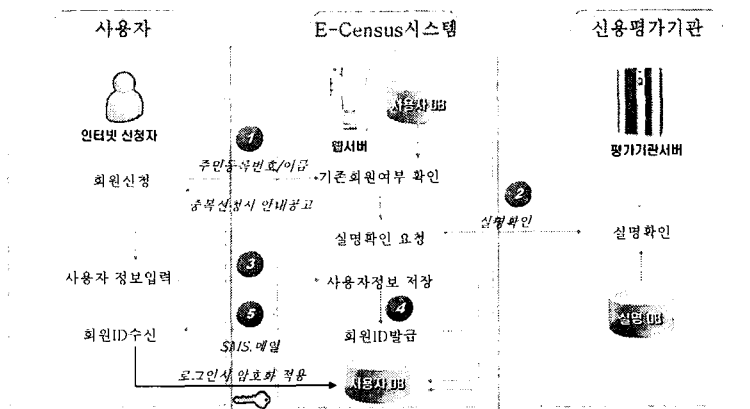 사용자
E-Census시스템
신용평가기관
사용자 DB
인터넷 신청자
웹서버
평가기관서버
1
주민등록번호/이름
회원신청
기존회원여부 확인
중복신청시 안내공고
2
실명확인
실명확인 요청
실명확인
3
사용자 정보입력
사용자정보 저장
4
5
실명 DB
회원ID수신
회원ID발급
SMS, 메일
로그인시 암호화 적용
사용자 DB